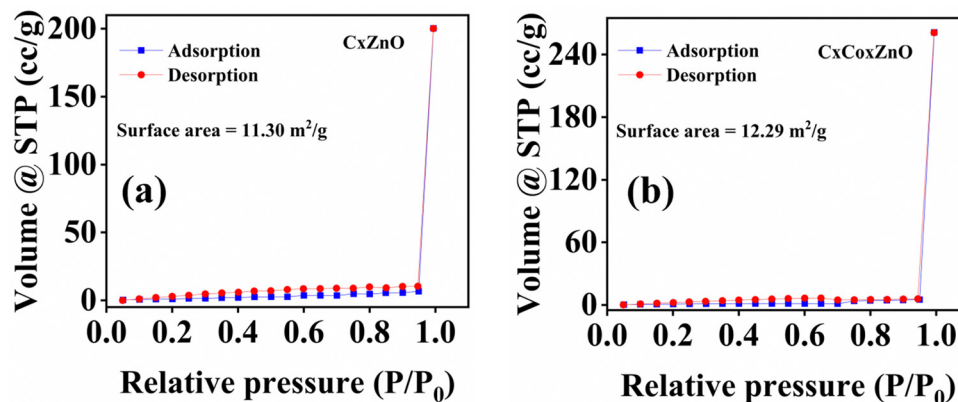 200
150
100
50
0
Volume @ STP (cc/g)
Adsorption
Desorption
CxZnO
Surface area = 11.30 m²/g
(a)
0.0 0.2 0.4 0.6 0.8 1.0
Relative pressure (P/P₀)
240
180
120
60
0
Volume @ STP (cc/g)
Adsorption
Desorption
CxCoxZnO
Surface area = 12.29 m²/g
(b)
0.0 0.2 0.4 0.6 0.8 1.0
Relative pressure (P/P₀)